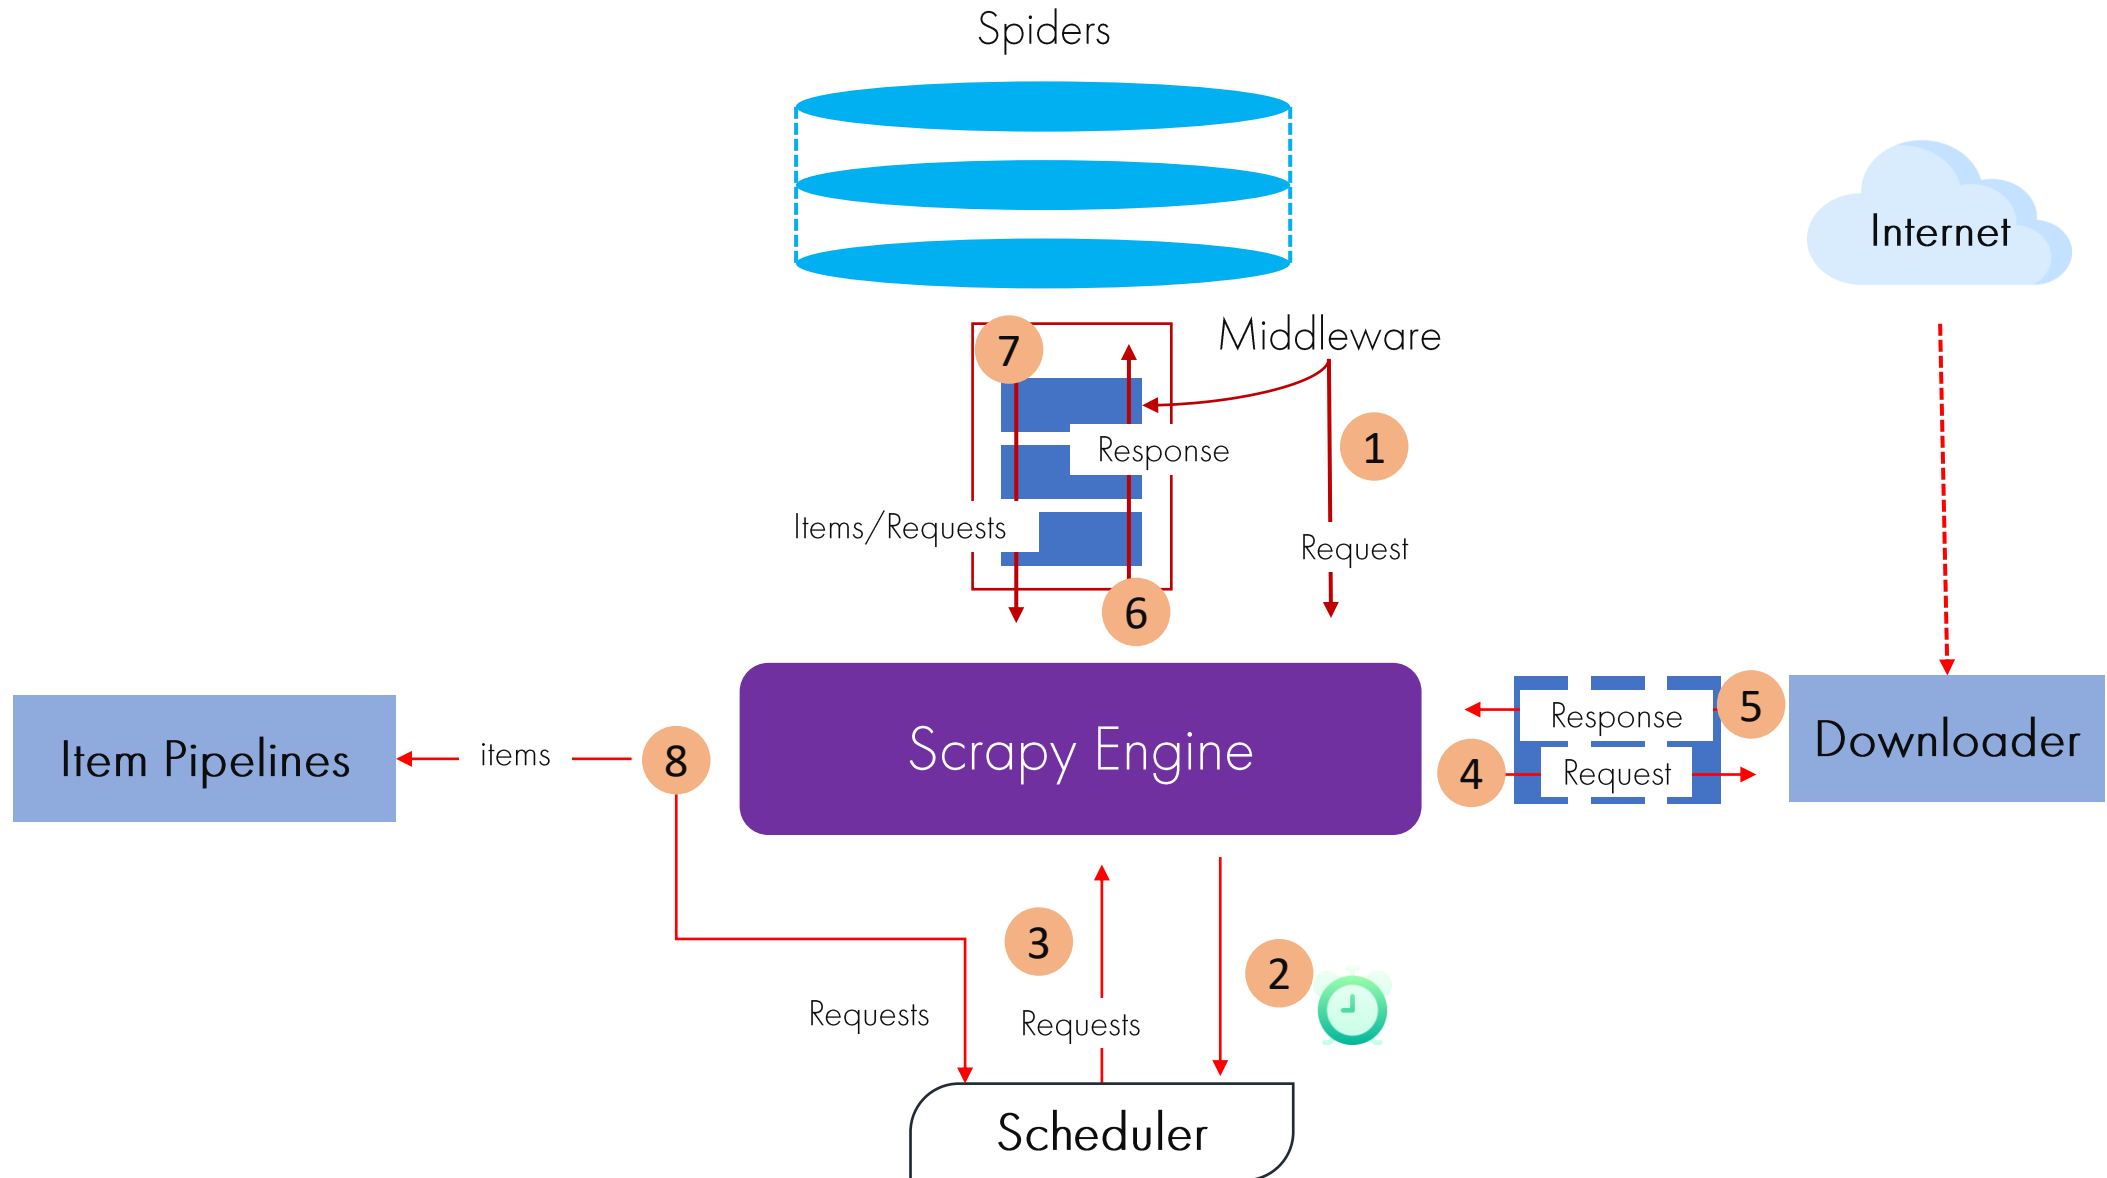 Spiders
Internet
7
Middleware
1
Response
Items/Requests
Request
6
Scrapy Engine
5
Response
Downloader
4
Request
Item Pipelines
items
8
3
2
Requests
Requests
Scheduler